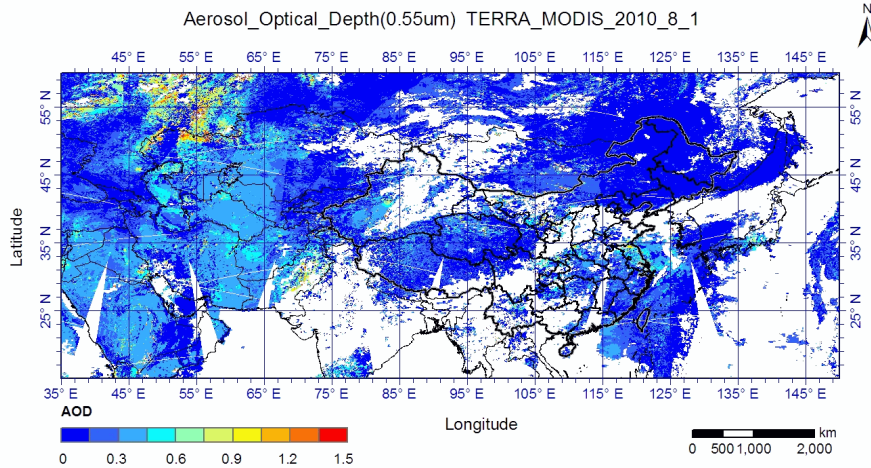 Aerosol_Optical_Depth(0.55um) TERRA_MODIS_2010_8_1
N
45° E 55° E 65° E 75° E 85° E 95° E 105° E 115° E 125° E 135° E 145° E
55° N 55° N
45° N 45° N
35° N 35° N
25° N 25° N
Latitude
35° E 45° E 55° E 65° E 75° E 85° E 95° E 105° E 115° E 125° E 135° E 145° E
AOD
Longitude
0 0.3 0.6 0.9 1.2 1.5
km
0 500 1,000 2,000